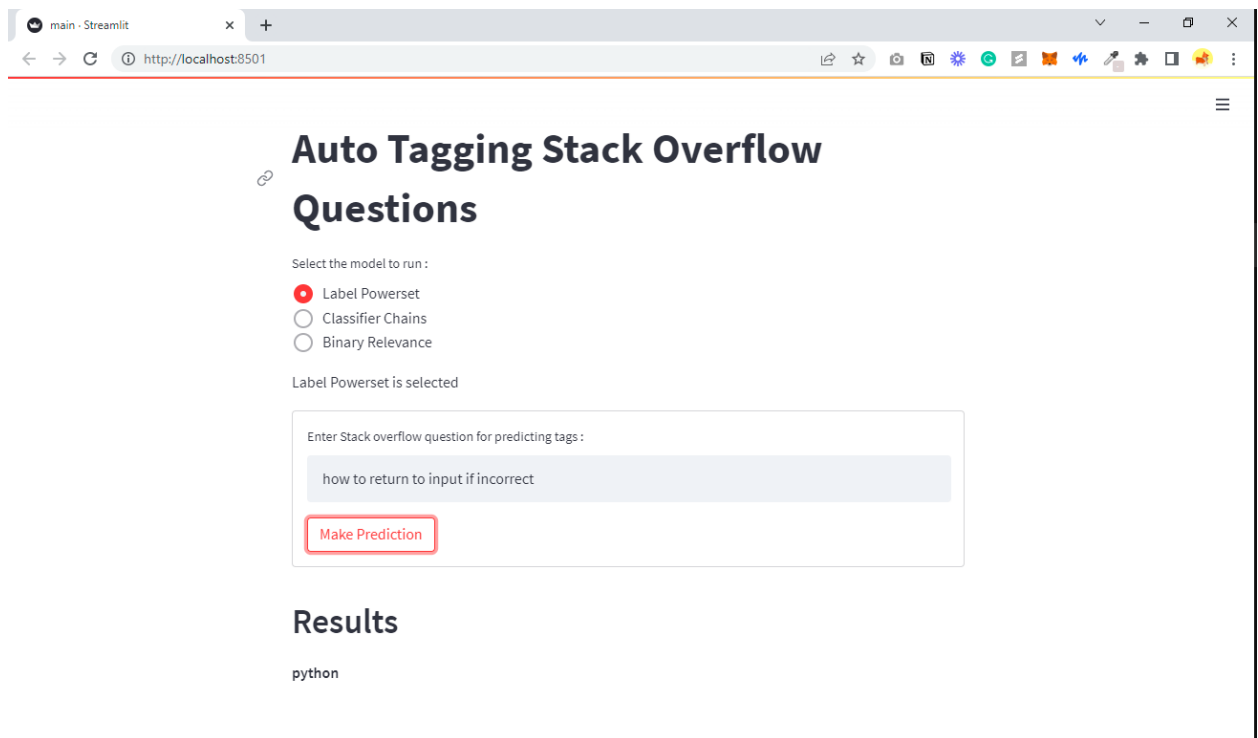 main · Streamlit
http://localhost:8501
Auto Tagging Stack Overflow
Questions
Select the model to run :
Label Powerset
Classifier Chains
Binary Relevance
Label Powerset is selected
Enter Stack overflow question for predicting tags :
how to return to input if incorrect
Make Prediction
Results
python